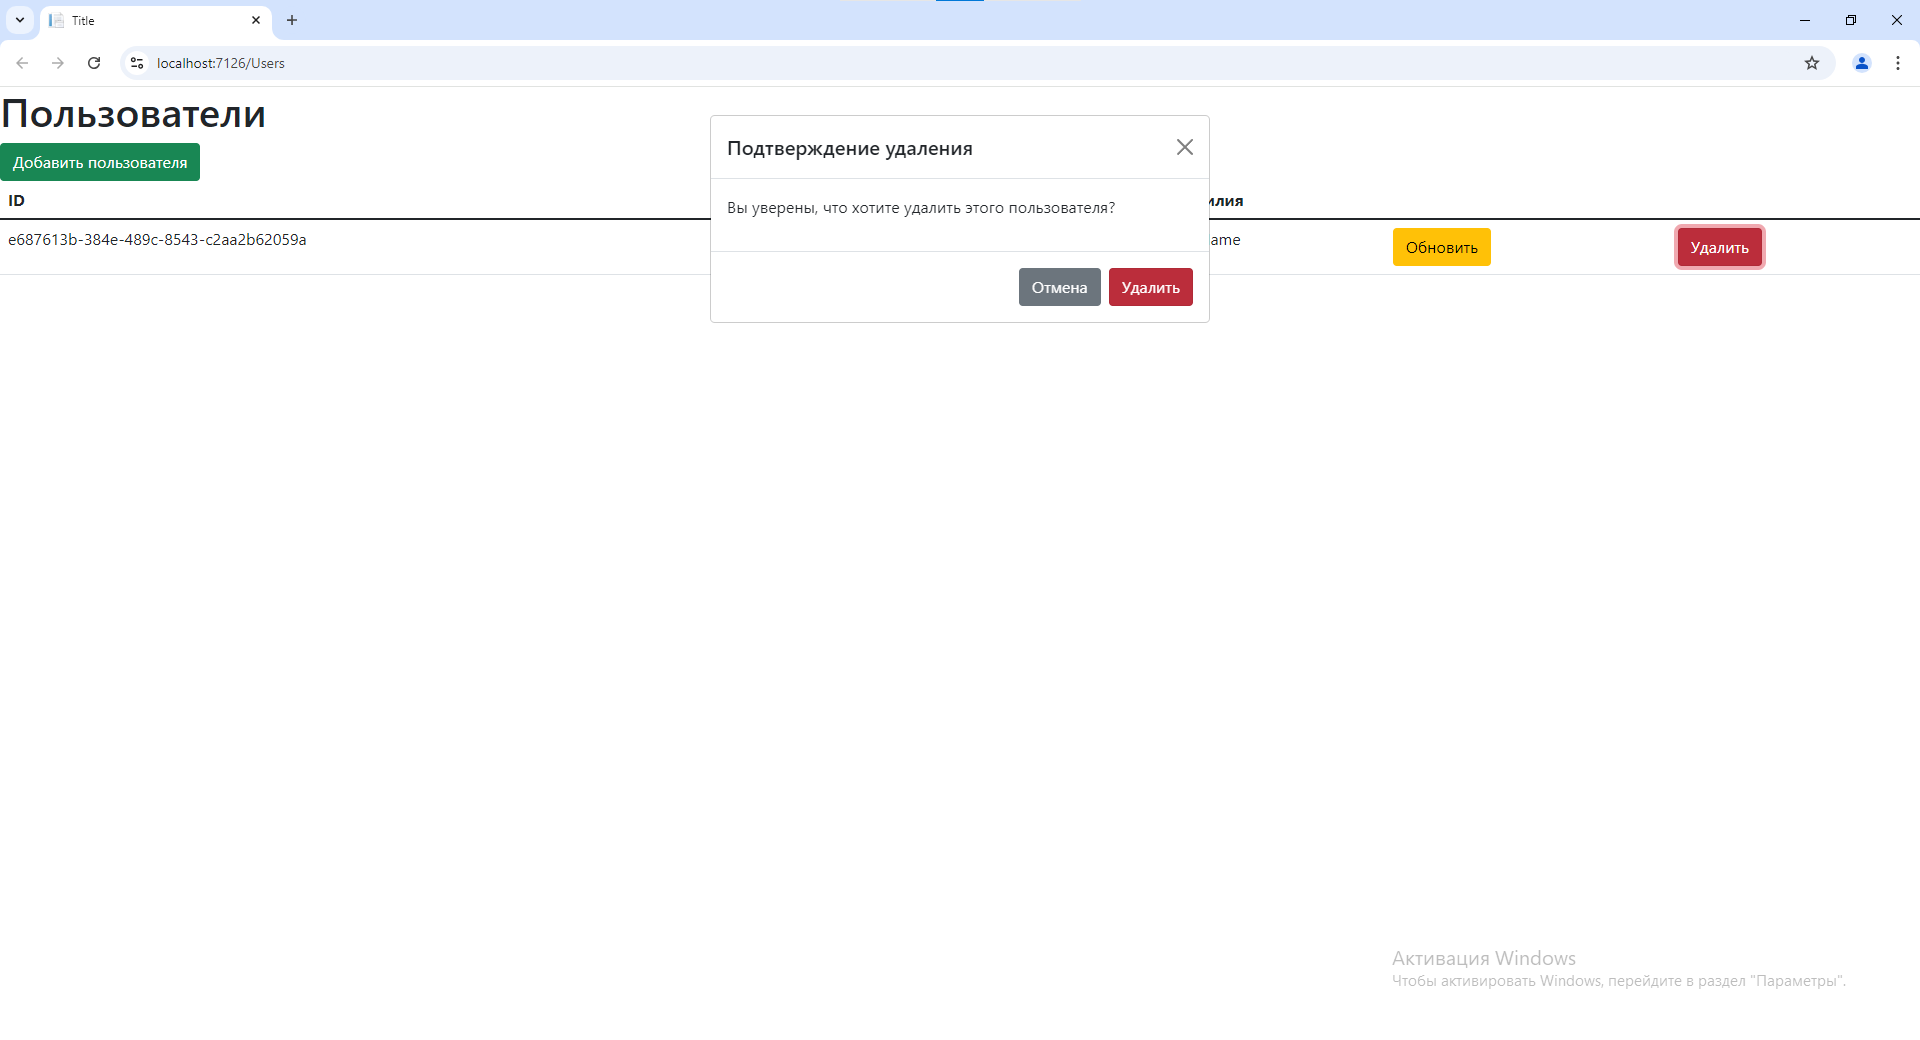 Title
localhost:7126/Users
Пользователи
Добавить пользователя
ID
илия
e687613b-384e-489c-8543-c2aa2b62059a
ame
Обновить
Удалить
Подтверждение удаления
Вы уверены, что хотите удалить этого пользователя?
Отмена
Удалить
Активация Windows
Чтобы активировать Windows, перейдите в раздел "Параметры".